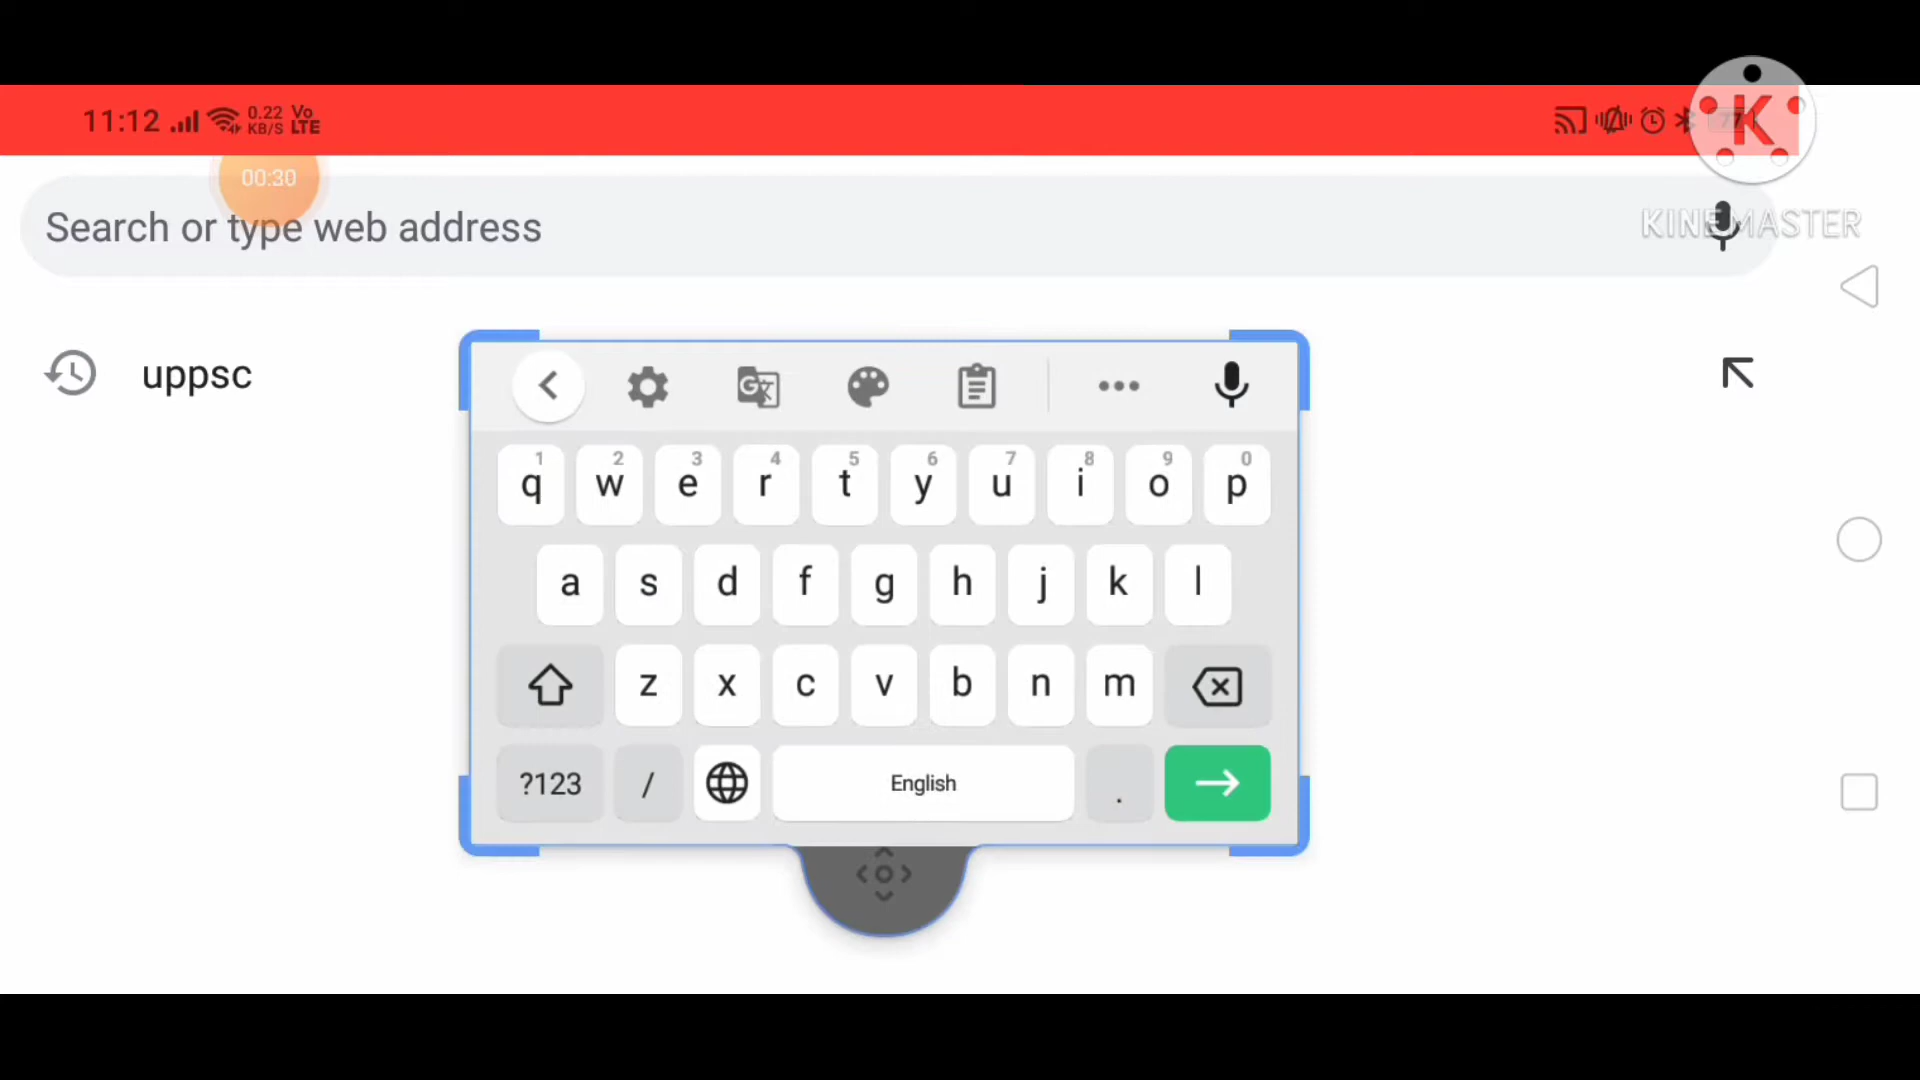 11:12 0.22 KB/S Vo LTE 77
K
00:30
Search or type web address
KINEMASTER
uppsc
G
1 2 3 4 5 6 7 8 9 0
q w e r t y u i o p
a s d f g h j k l
z x c v b n m
?123 / English .